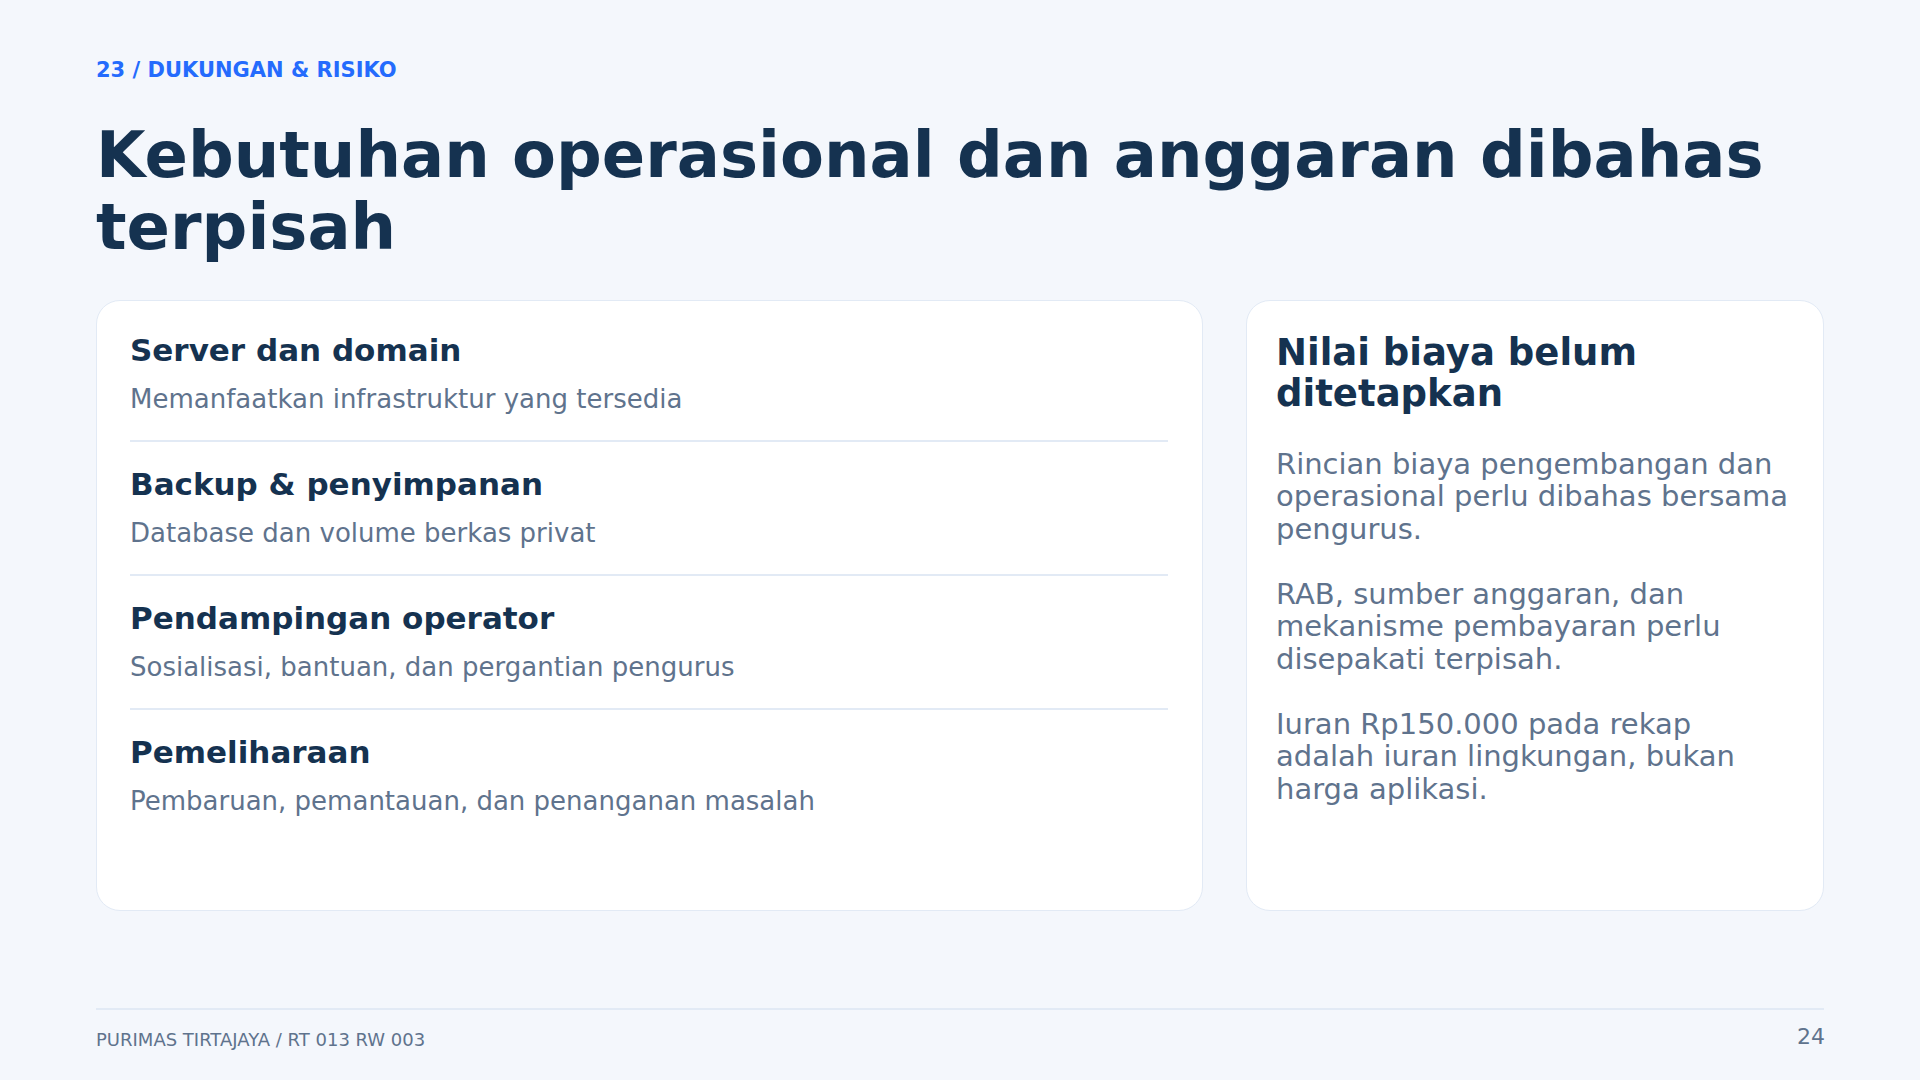 23 / DUKUNGAN & RISIKO
Kebutuhan operasional dan anggaran dibahas
terpisah
Server dan domain
Memanfaatkan infrastruktur yang tersedia
Backup & penyimpanan
Database dan volume berkas privat
Pendampingan operator
Sosialisasi, bantuan, dan pergantian pengurus
Pemeliharaan
Pembaruan, pemantauan, dan penanganan masalah
Nilai biaya belum
ditetapkan
Rincian biaya pengembangan dan
operasional perlu dibahas bersama
pengurus.
RAB, sumber anggaran, dan
mekanisme pembayaran perlu
disepakati terpisah.
Iuran Rp150.000 pada rekap
adalah iuran lingkungan, bukan
harga aplikasi.
PURIMAS TIRTAJAYA / RT 013 RW 003
24